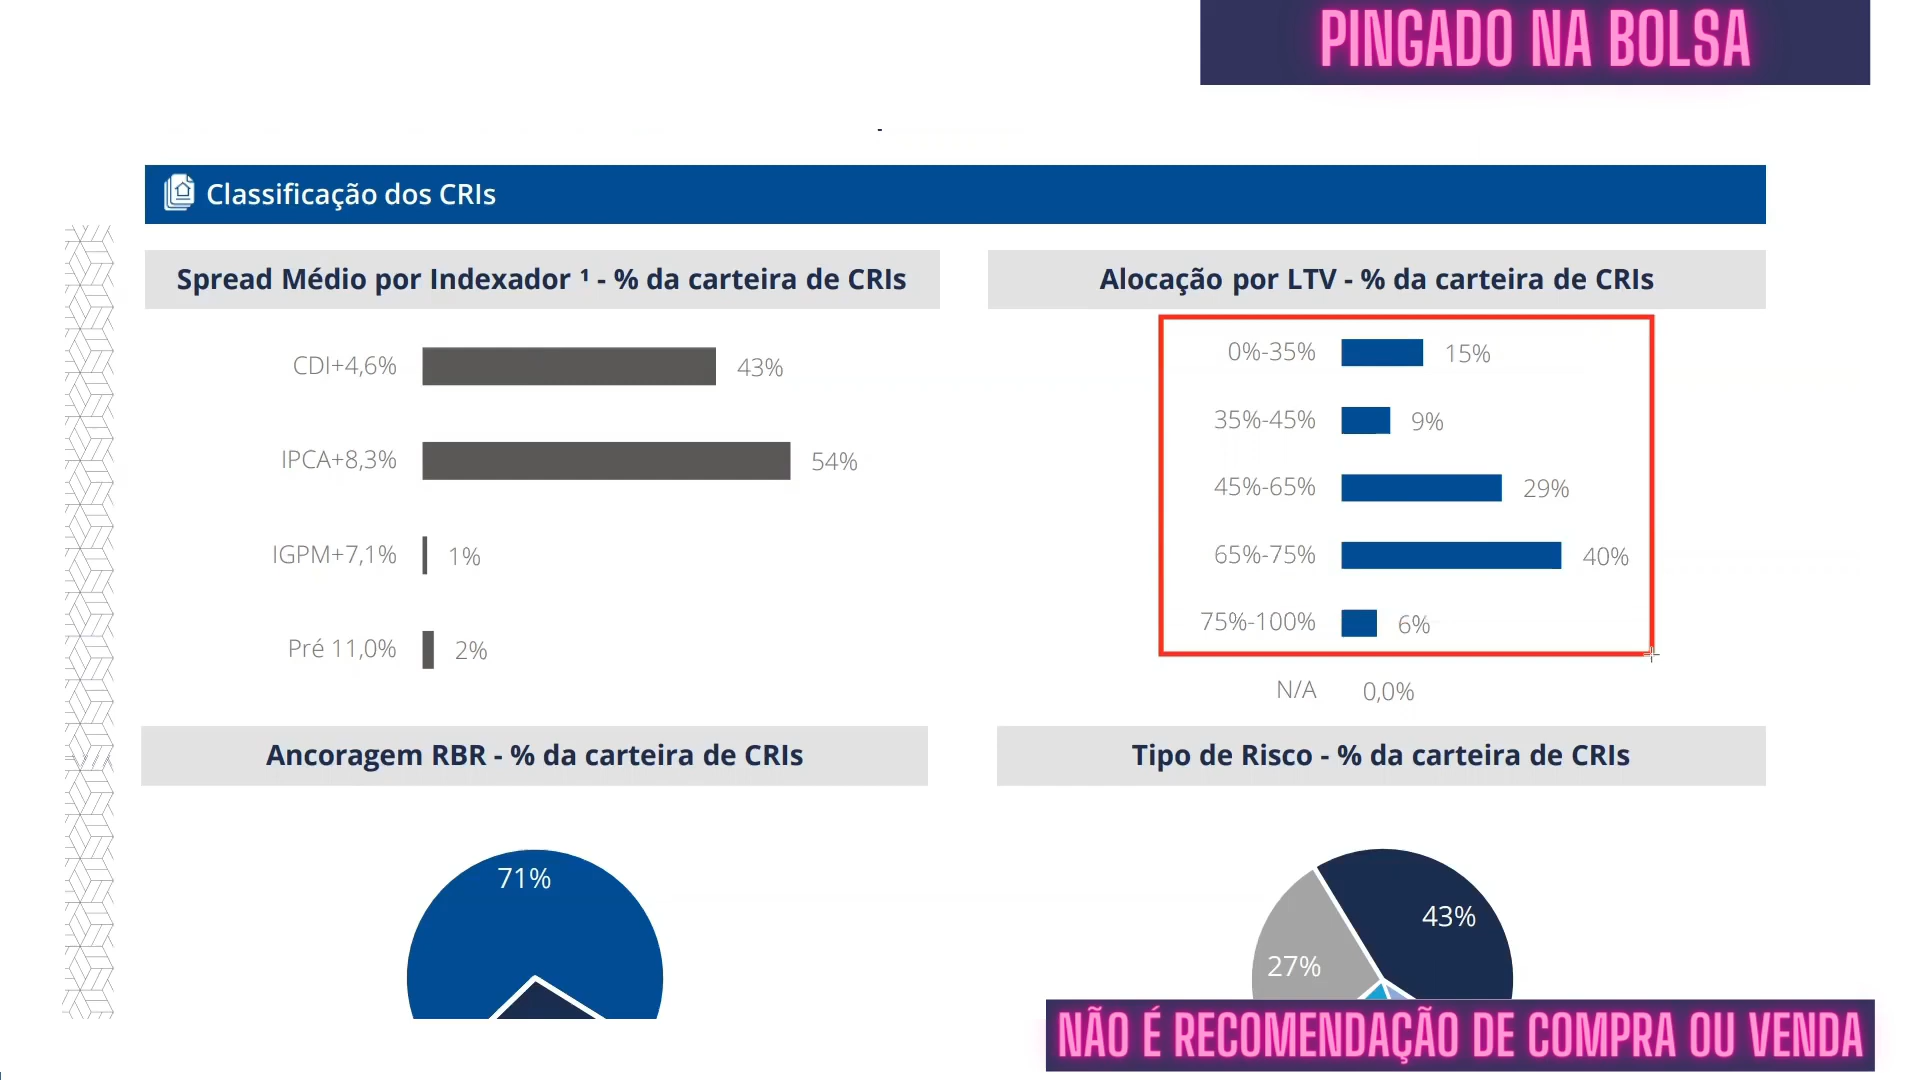 PINGADO NA BOLSA
-
Classificação dos CRIs
Spread Médio por Indexador ¹ - % da carteira de CRIs
CDI+4,6% 43%
IPCA+8,3% 54%
IGPM+7,1% 1%
Pré 11,0% 2%
Alocação por LTV - % da carteira de CRIs
0%-35% 15%
35%-45% 9%
45%-65% 29%
65%-75% 40%
75%-100% 6%
N/A 0,0%
Ancoragem RBR - % da carteira de CRIs
71%
Tipo de Risco - % da carteira de CRIs
43%
27%
NÃO É RECOMENDAÇÃO DE COMPRA OU VENDA